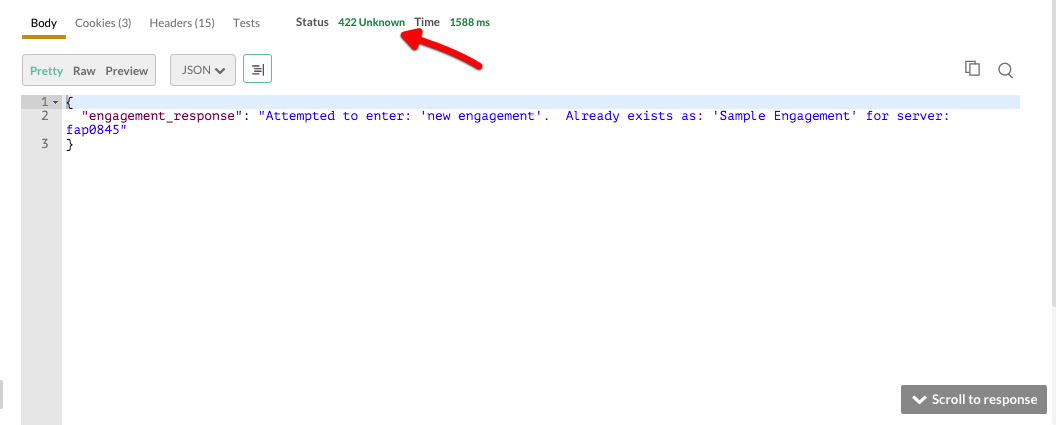 Body Cookies (3) Headers (15) Tests Status 422 Unknown Time 1588 ms
Pretty Raw Preview JSON
1 {
2 "engagement_response": "Attempted to enter: 'new engagement'.  Already exists as: 'Sample Engagement' for server:
fap0845"
3 }
Scroll to response